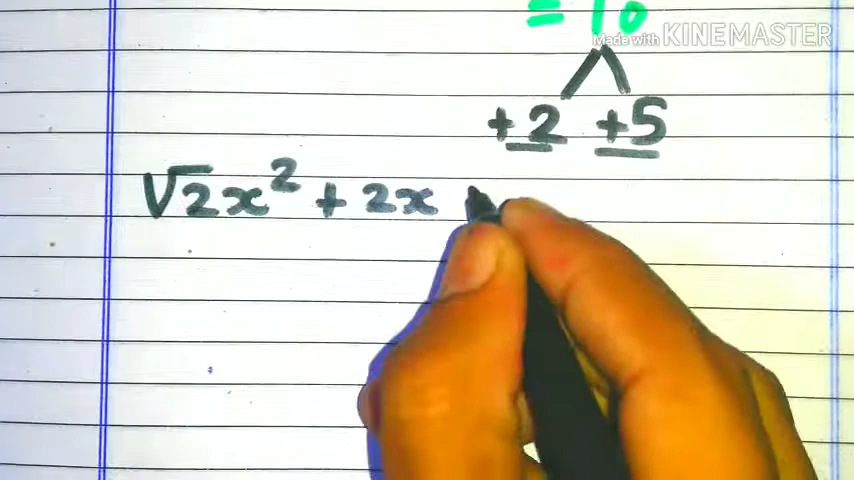 = 10
Made with KINEMASTER
+2 +5
√2x² + 2x